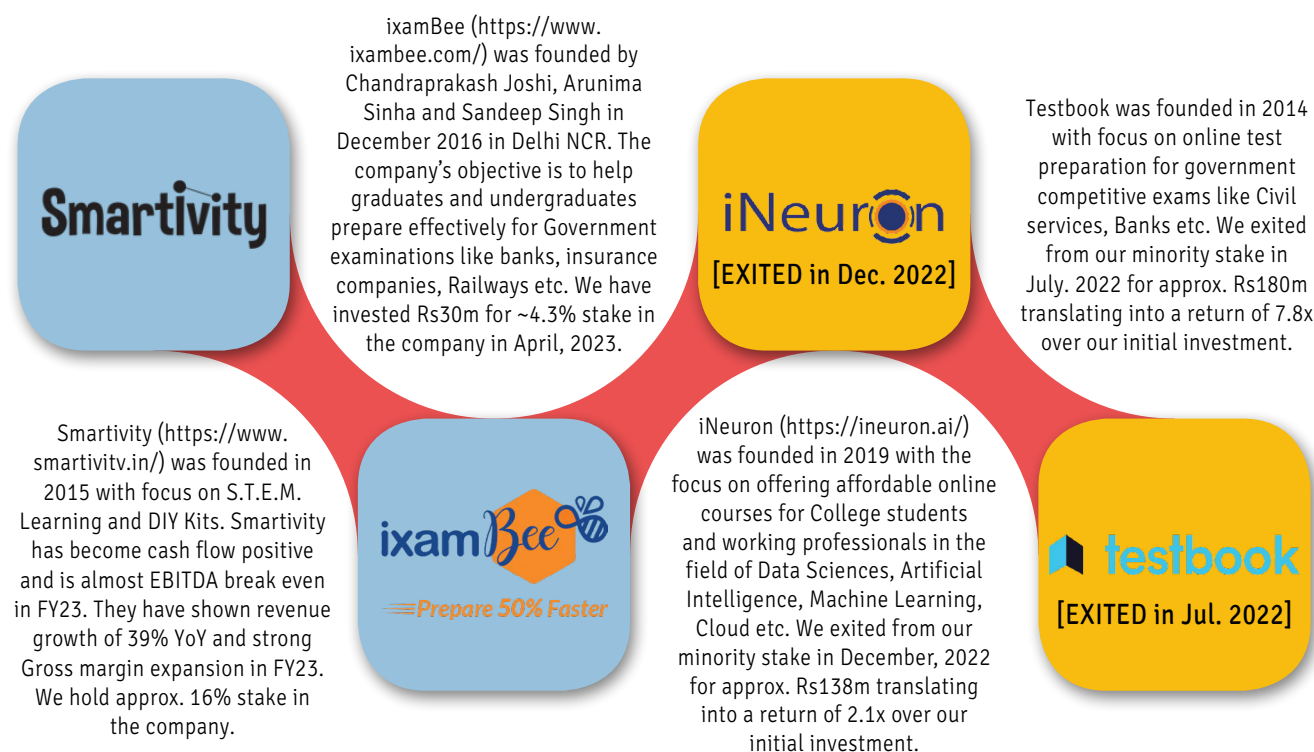 Smartivity
Smartivity (https://www.
smartivitv.in/) was founded in
2015 with focus on S.T.E.M.
Learning and DIY Kits. Smartivity
has become cash flow positive
and is almost EBITDA break even
in FY23. They have shown revenue
growth of 39% YoY and strong
Gross margin expansion in FY23.
We hold approx. 16% stake in
the company.
ixamBee (https://www.
ixambee.com/) was founded by
Chandraprakash Joshi, Arunima
Sinha and Sandeep Singh in
December 2016 in Delhi NCR. The
company’s objective is to help
graduates and undergraduates
prepare effectively for Government
examinations like banks, insurance
companies, Railways etc. We have
invested Rs30m for ~4.3% stake in
the company in April, 2023.
ixamBee
Prepare 50% Faster
iNeuron
[EXITED in Dec. 2022]
iNeuron (https://ineuron.ai/)
was founded in 2019 with the
focus on offering affordable online
courses for College students
and working professionals in the
field of Data Sciences, Artificial
Intelligence, Machine Learning,
Cloud etc. We exited from our
minority stake in December, 2022
for approx. Rs138m translating
into a return of 2.1x over our
initial investment.
Testbook was founded in 2014
with focus on online test
preparation for government
competitive exams like Civil
services, Banks etc. We exited
from our minority stake in
July. 2022 for approx. Rs180m
translating into a return of 7.8x
over our initial investment.
testbook
[EXITED in Jul. 2022]